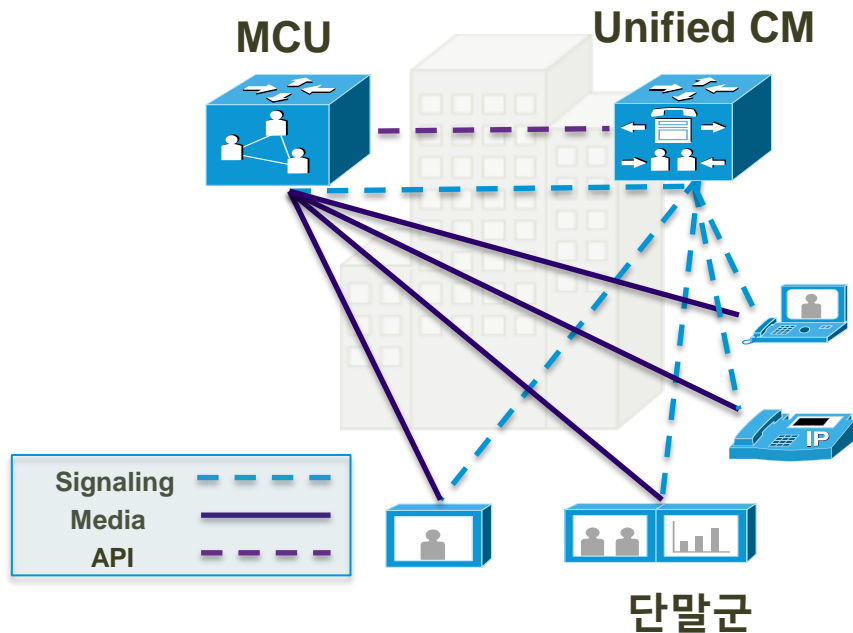 MCU
Unified CM
IP
Signaling
Media
API
단말군